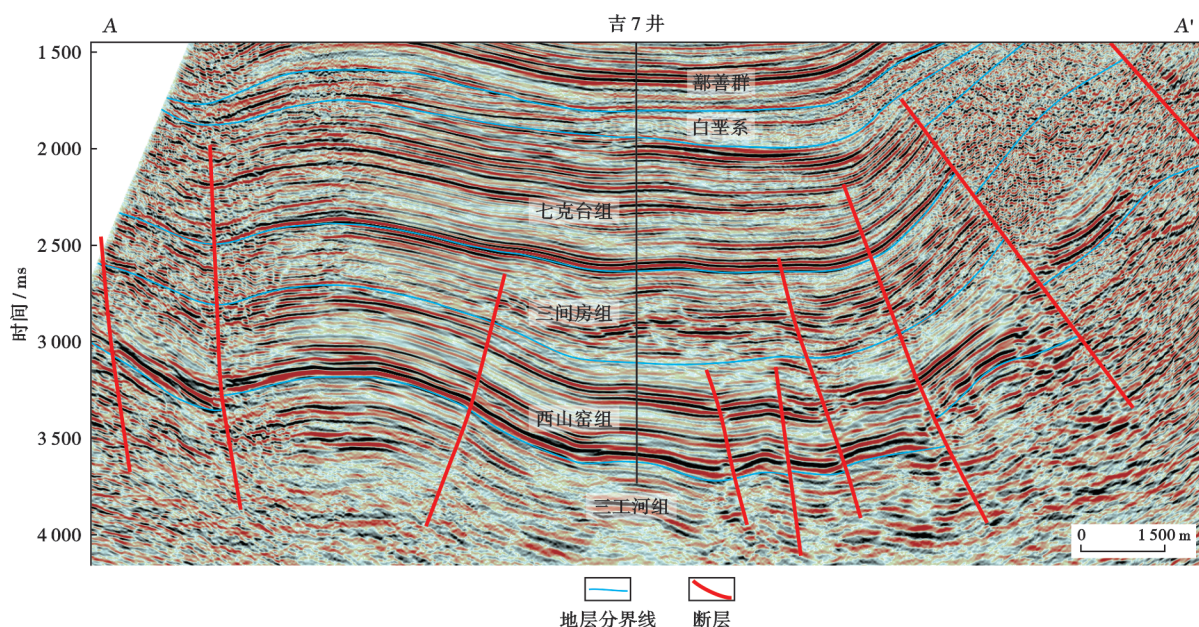 A
吉 7 井
A'
1 500
2 000
2 500
3 000
3 500
4 000
时间 / ms
鄯善群
白垩系
七克台组
三间房组
西山窑组
三工河组
0 1 500 m
地层分界线
断层